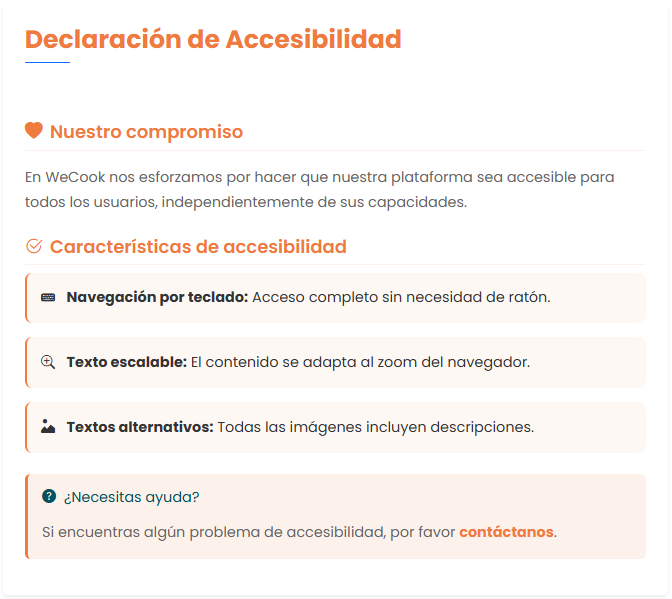 Declaración de Accesibilidad
Nuestro compromiso
En WeCook nos esforzamos por hacer que nuestra plataforma sea accesible para
todos los usuarios, independientemente de sus capacidades.
Características de accesibilidad
Navegación por teclado: Acceso completo sin necesidad de ratón.
Texto escalable: El contenido se adapta al zoom del navegador.
Textos alternativos: Todas las imágenes incluyen descripciones.
¿Necesitas ayuda?
Si encuentras algún problema de accesibilidad, por favor contáctanos.